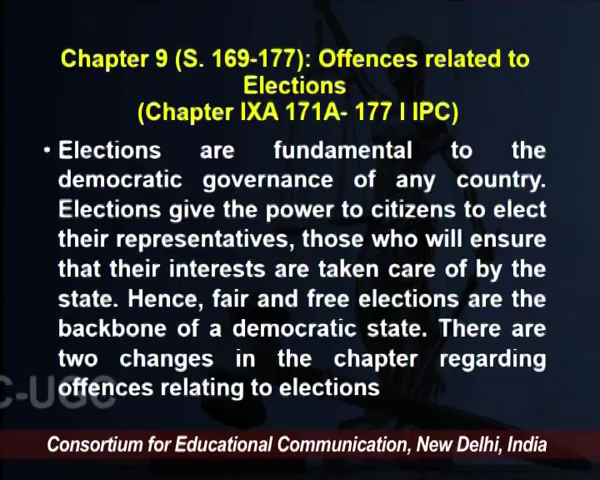 Chapter 9 (S. 169-177): Offences related to
Elections
(Chapter IXA 171A- 177 I IPC)
• Elections are fundamental to the
democratic governance of any country.
Elections give the power to citizens to elect
their representatives, those who will ensure
that their interests are taken care of by the
state. Hence, fair and free elections are the
backbone of a democratic state. There are
two changes in the chapter regarding
offences relating to elections
C-UGC
Consortium for Educational Communication, New Delhi, India